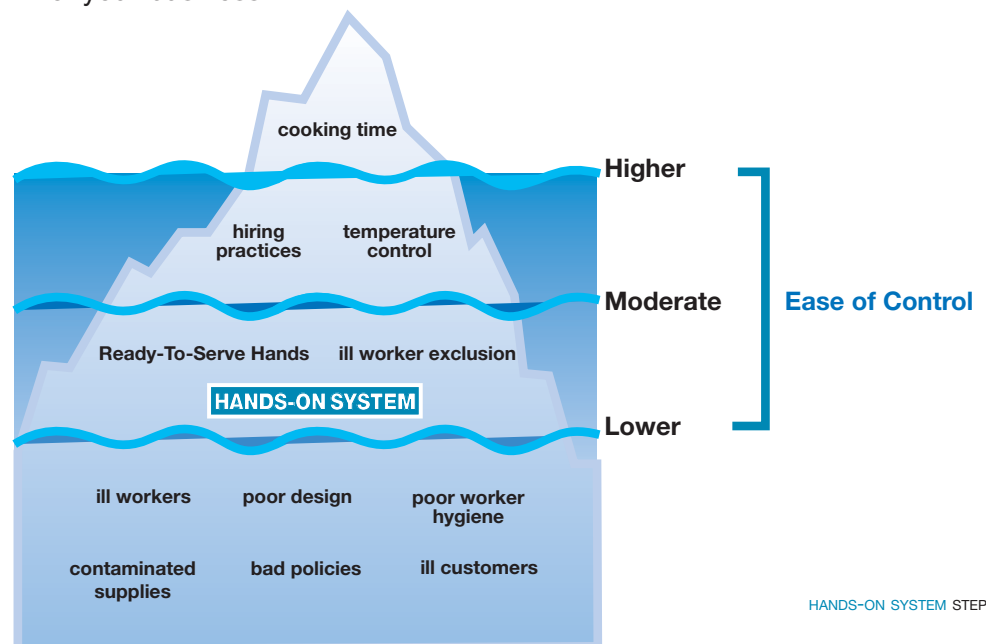 cooking time
Higher
hiring practices
temperature control
Moderate
Ease of Control
Ready-To-Serve Hands
ill worker exclusion
HANDS-ON SYSTEM
Lower
ill workers
poor design
poor worker hygiene
contaminated supplies
bad policies
ill customers
HANDS-ON SYSTEM STEP